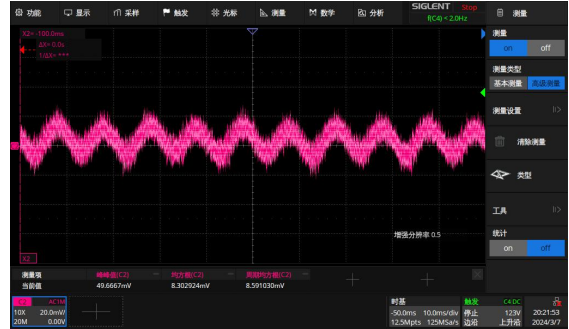 功能 显示 采样 触发 光标 测量 数学 分析 SIGLENT Stop
f(C4) < 2.0Hz
测量
X2= -100.0ms
ΔX= 0.0s
1/ΔX= ***
测量
on off
测量类型
基本测量 高级测量
测量设置
清除测量
类型
工具
统计
on off
增强分辨率 0.5
X2
测量项 峰峰值(C2) 均方根(C2) 周期均方根(C2)
当前值 49.6667mV 8.302924mV 8.591030mV
C2 AC1M
10X 20.0mV/
20M 0.00V
时基
-50.0ms 10.0ms/div
12.5Mpts 125MSa/s
触发 C4 DC
停止 123V
边沿 上升沿
20:21:53
2024/3/7